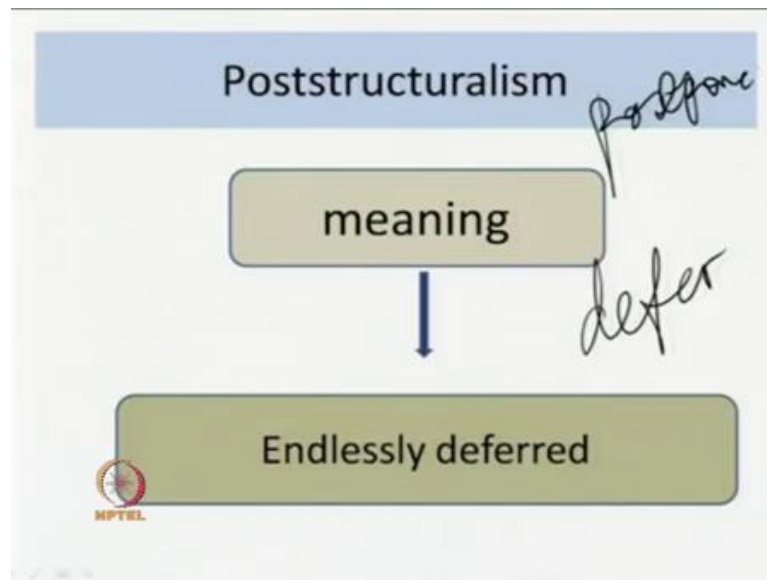 Poststructuralism
postpone
meaning
defer
Endlessly deferred
NPTEL